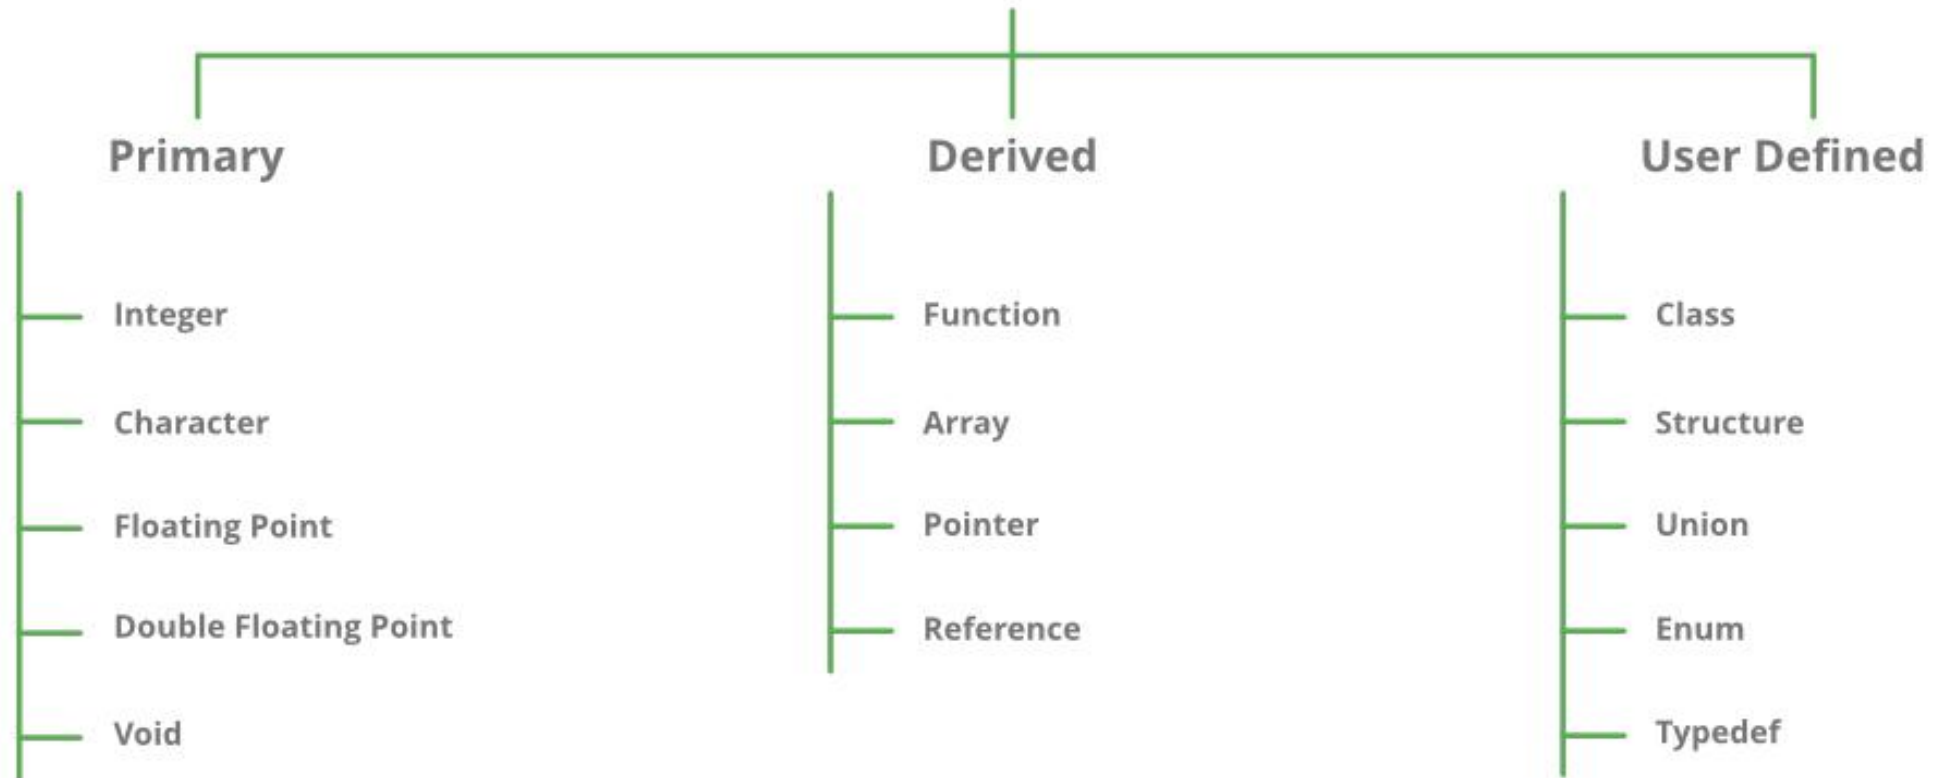 Primary
Integer
Character
Floating Point
Double Floating Point
Void
Derived
Function
Array
Pointer
Reference
User Defined
Class
Structure
Union
Enum
Typedef